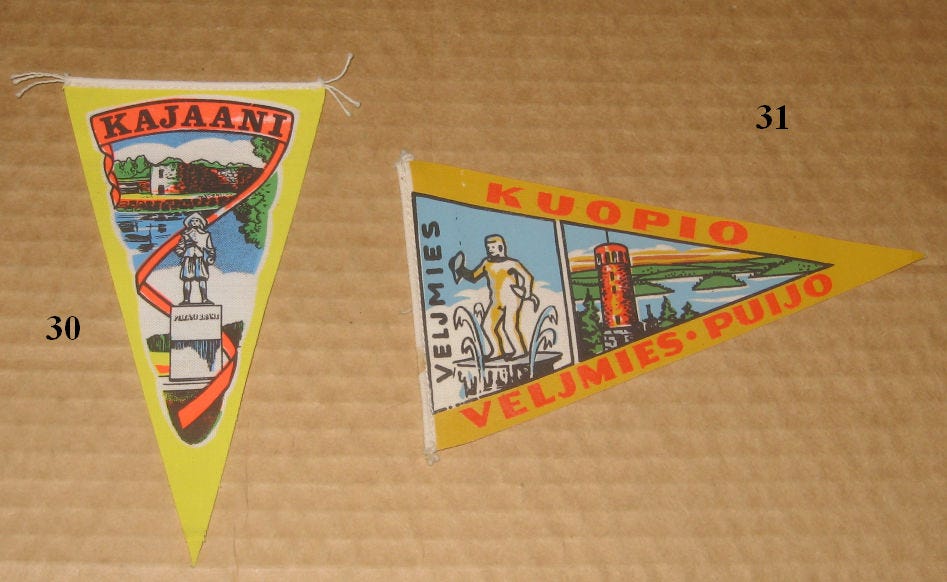 KAJAANI
30
31
KUOPIO
VELJMIES
VELJMIES·PUIJO